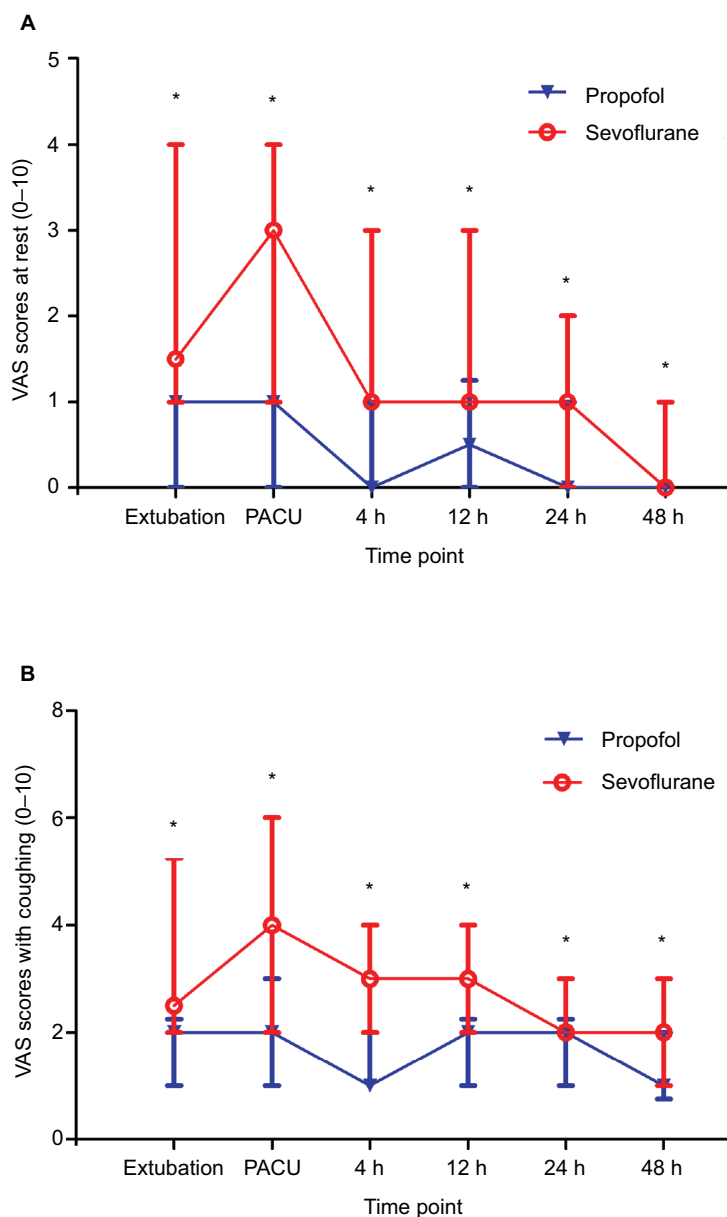 A
5
4
3
2
1
0
VAS scores at rest (0–10)
* * * * * *
Propofol
Sevoflurane
Extubation PACU 4 h 12 h 24 h 48 h
Time point
B
8
6
4
2
0
VAS scores with coughing (0–10)
* * * * * *
Propofol
Sevoflurane
Extubation PACU 4 h 12 h 24 h 48 h
Time point